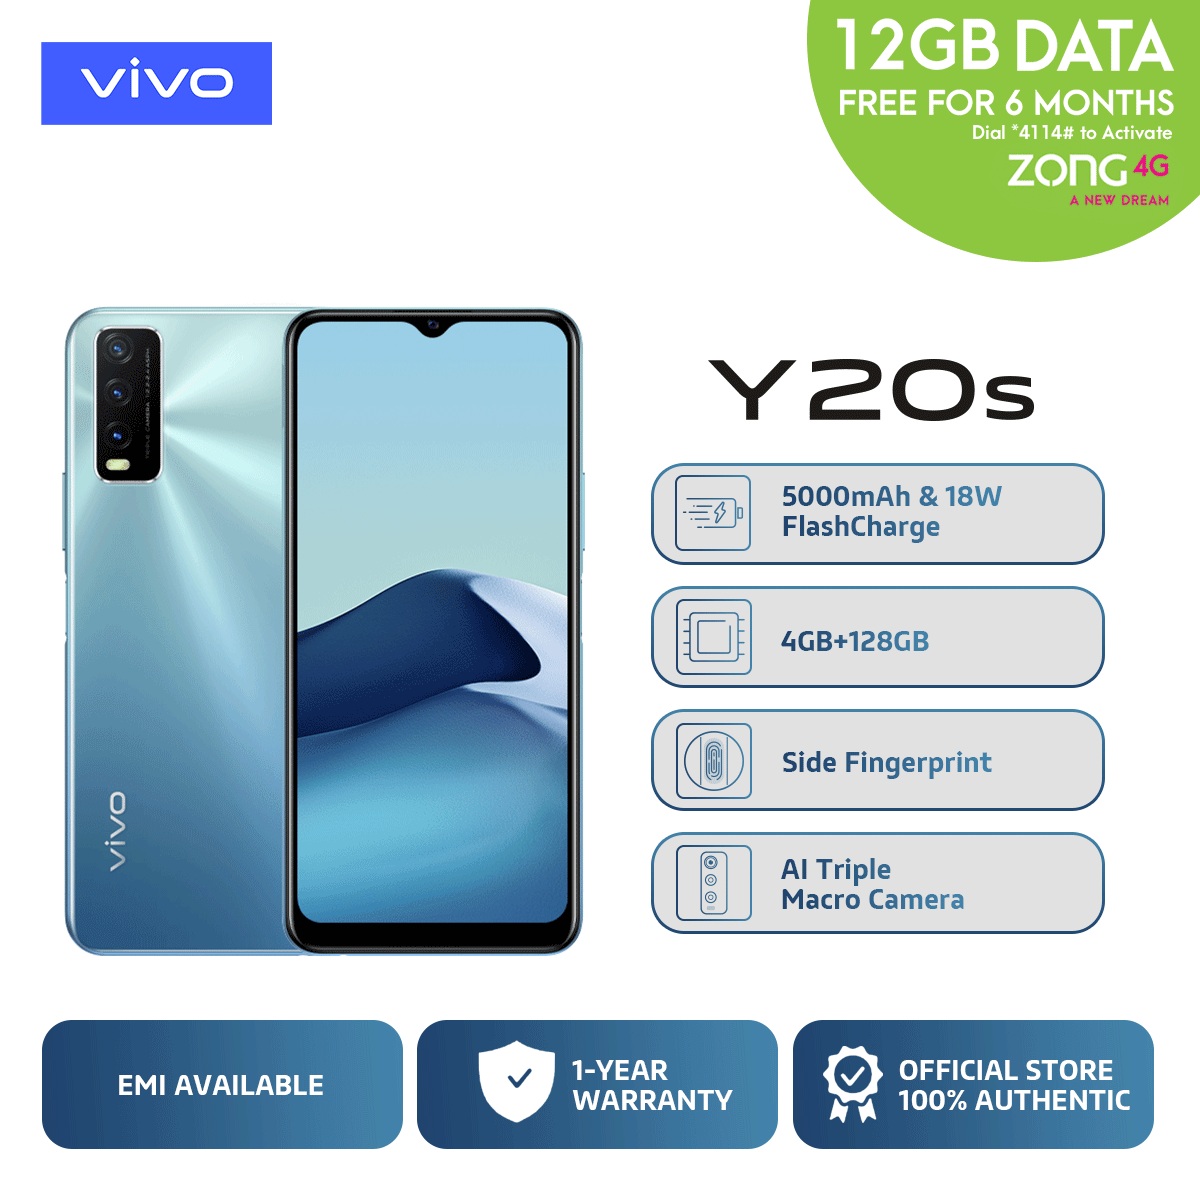 vivo
12GB DATA
FREE FOR 6 MONTHS
Dial *4114# to Activate
ZONG 4G
A NEW DREAM
Y20s
5000mAh & 18W
FlashCharge
4GB+128GB
Side Fingerprint
AI Triple
Macro Camera
vivo
EMI AVAILABLE
1-YEAR
WARRANTY
OFFICIAL STORE
100% AUTHENTIC